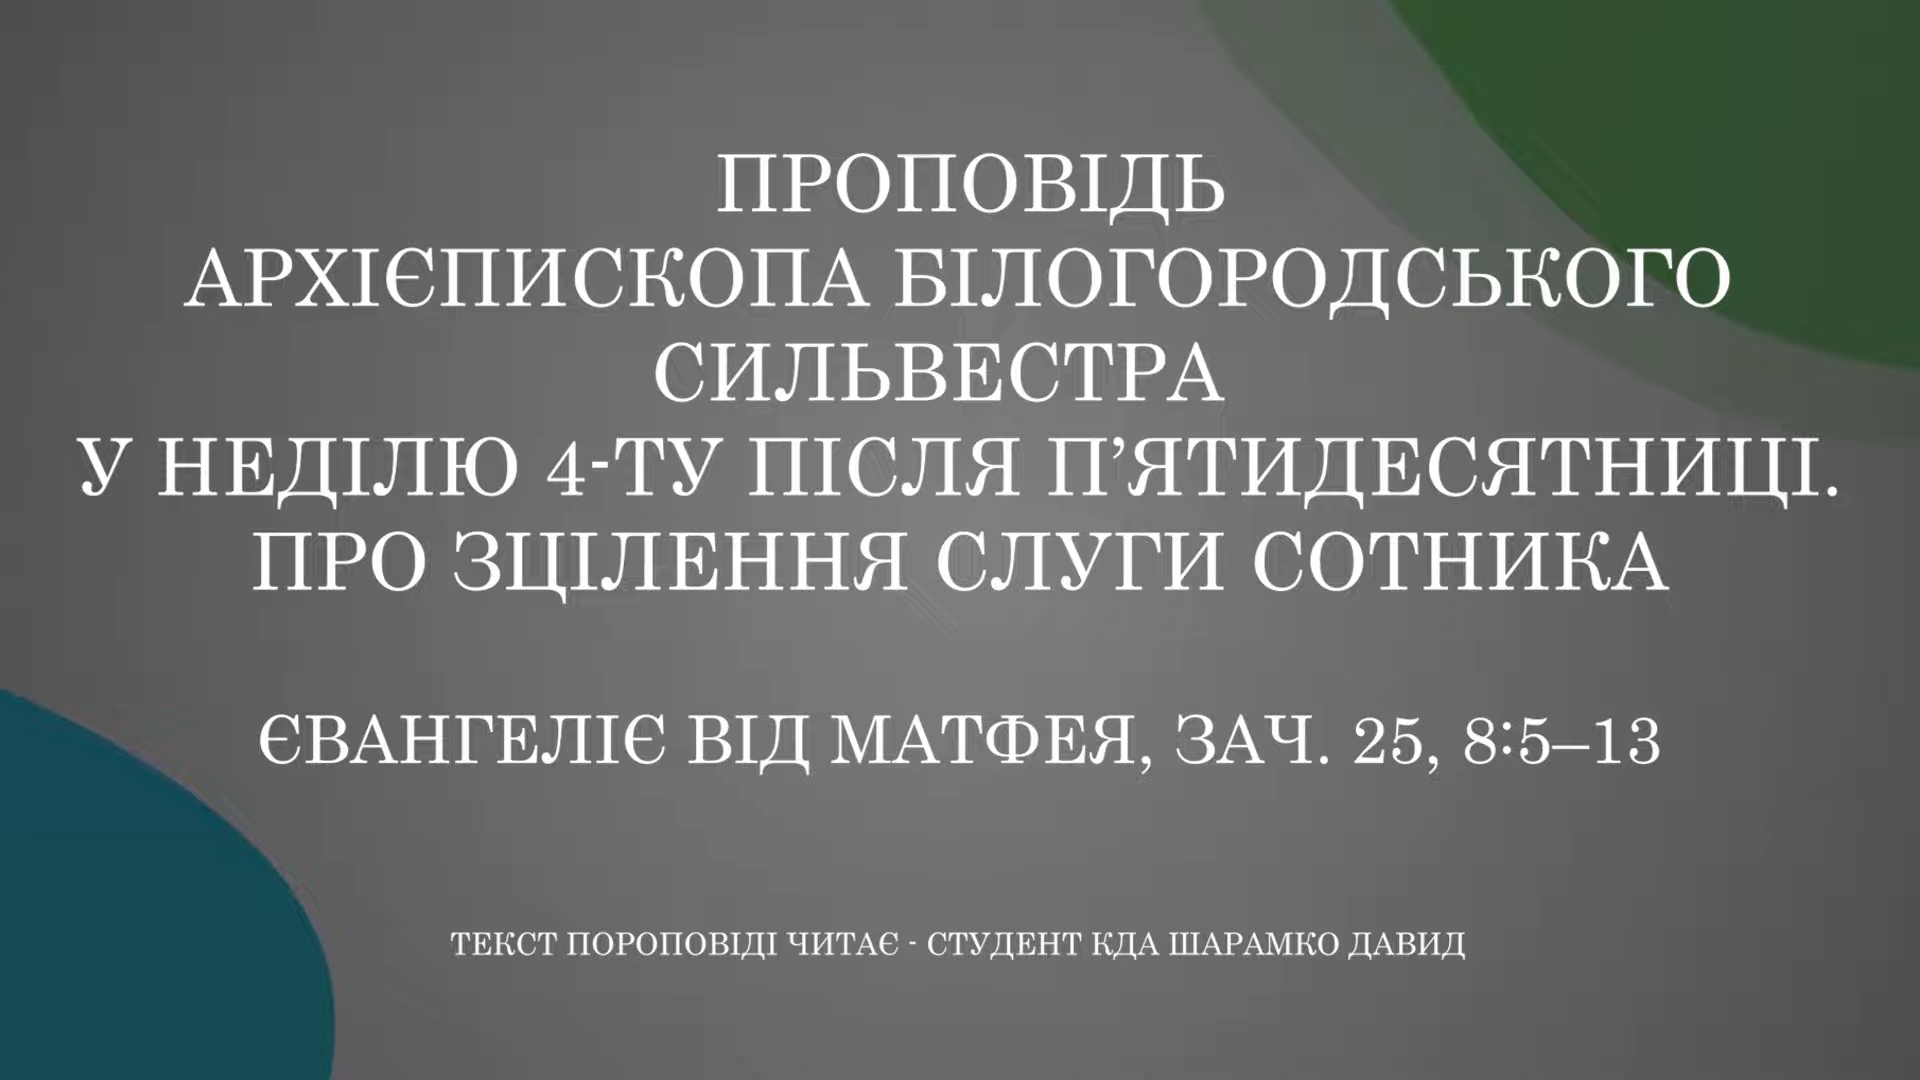 ПРОПОВІДЬ
АРХІЄПИСКОПА БІЛОГОРОДСЬКОГО
СИЛЬВЕСТРА
У НЕДІЛЮ 4-ТУ ПІСЛЯ П’ЯТИДЕСЯТНИЦІ.
ПРО ЗЦІЛЕННЯ СЛУГИ СОТНИКА
ЄВАНГЕЛІЄ ВІД МАТФЕЯ, ЗАЧ. 25, 8:5–13
ТЕКСТ ПОРОПОВІДІ ЧИТАЄ - СТУДЕНТ КДА ШАРАМКО ДАВИД